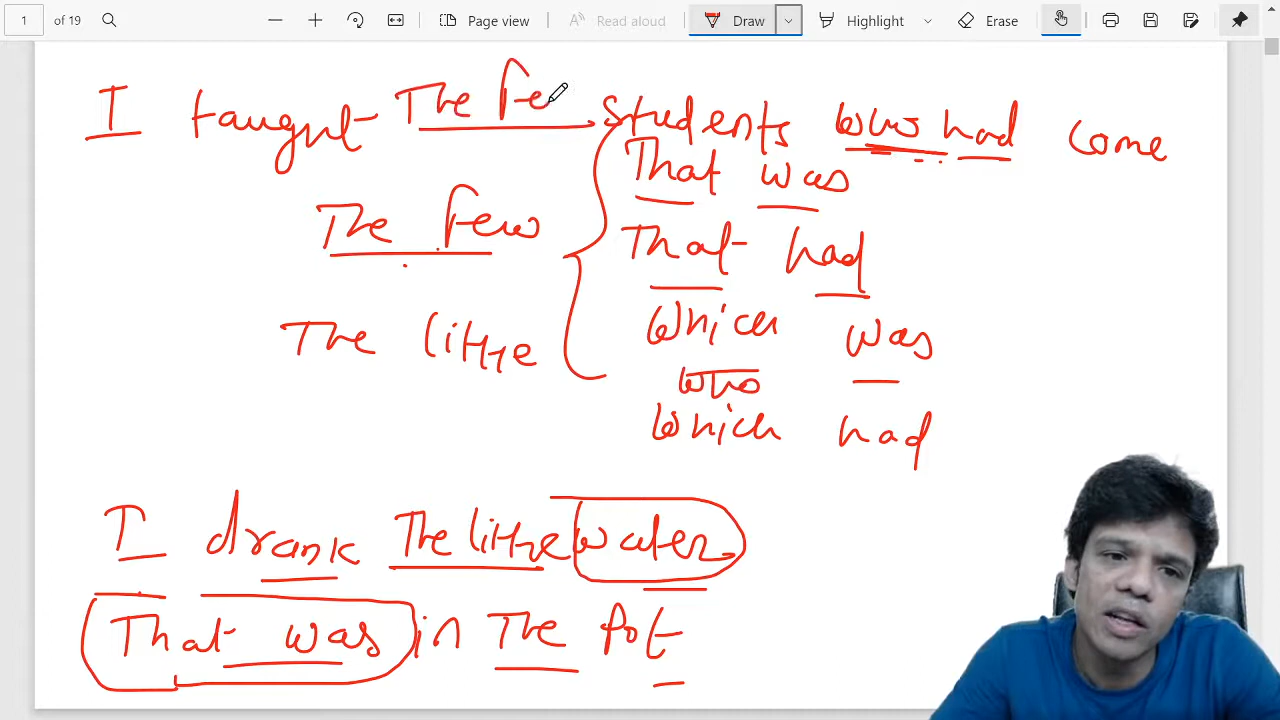 1 of 19 Page view Read aloud Draw Highlight Erase
I taught The Fe students who had come
That was
The Few That had
The little Which was
who
Which had
I drank The little water
That was in The Pot